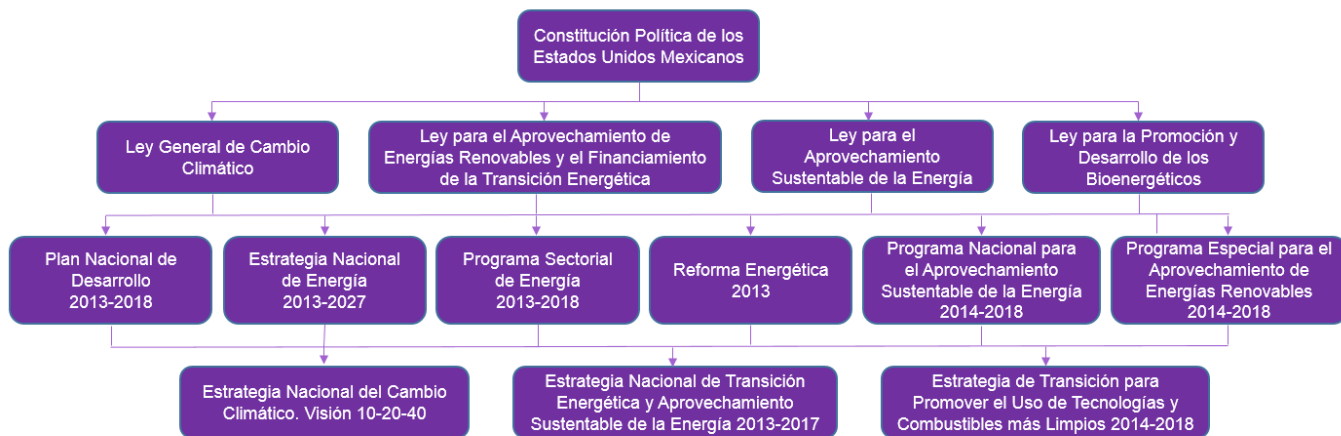 Constitución Política de los
Estados Unidos Mexicanos
Ley General de Cambio
Climático
Ley para el Aprovechamiento de
Energías Renovables y el Financiamiento
de la Transición Energética
Ley para el
Aprovechamiento
Sustentable de la Energía
Ley para la Promoción y
Desarrollo de los
Bioenergéticos
Plan Nacional de
Desarrollo
2013-2018
Estrategia Nacional
de Energía
2013-2027
Programa Sectorial
de Energía
2013-2018
Reforma Energética
2013
Programa Nacional para
el Aprovechamiento
Sustentable de la Energía
2014-2018
Programa Especial para el
Aprovechamiento de
Energías Renovables
2014-2018
Estrategia Nacional del Cambio
Climático. Visión 10-20-40
Estrategia Nacional de Transición
Energética y Aprovechamiento
Sustentable de la Energía 2013-2017
Estrategia de Transición para
Promover el Uso de Tecnologías y
Combustibles más Limpios 2014-2018